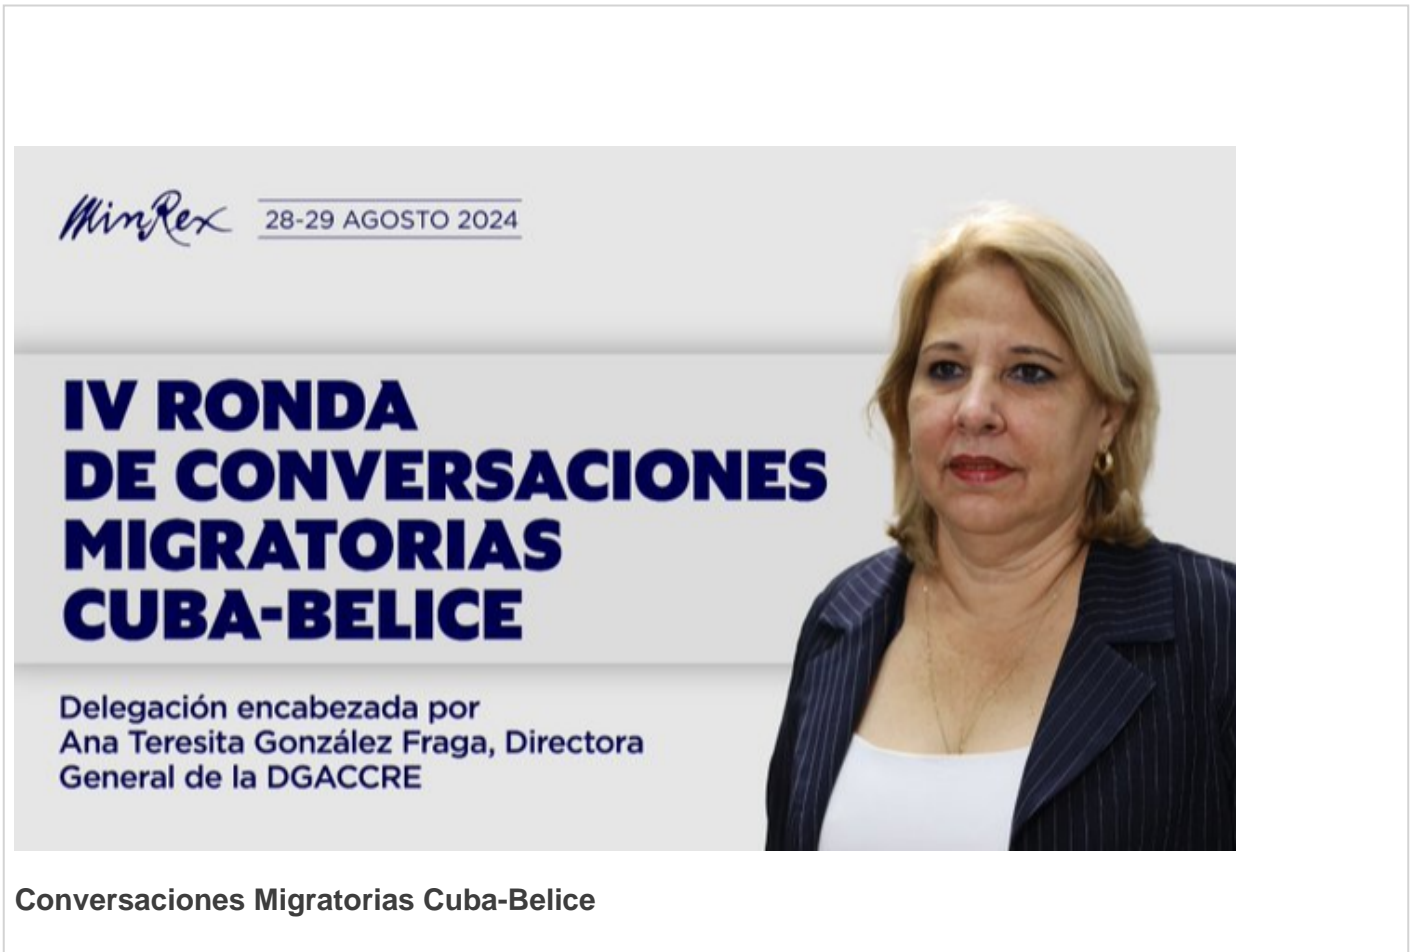 MinRex
28-29 AGOSTO 2024
IV RONDA
DE CONVERSACIONES
MIGRATORIAS
CUBA-BELICE
Delegación encabezada por
Ana Teresita González Fraga, Directora
General de la DGACCRE
Conversaciones Migratorias Cuba-Belice